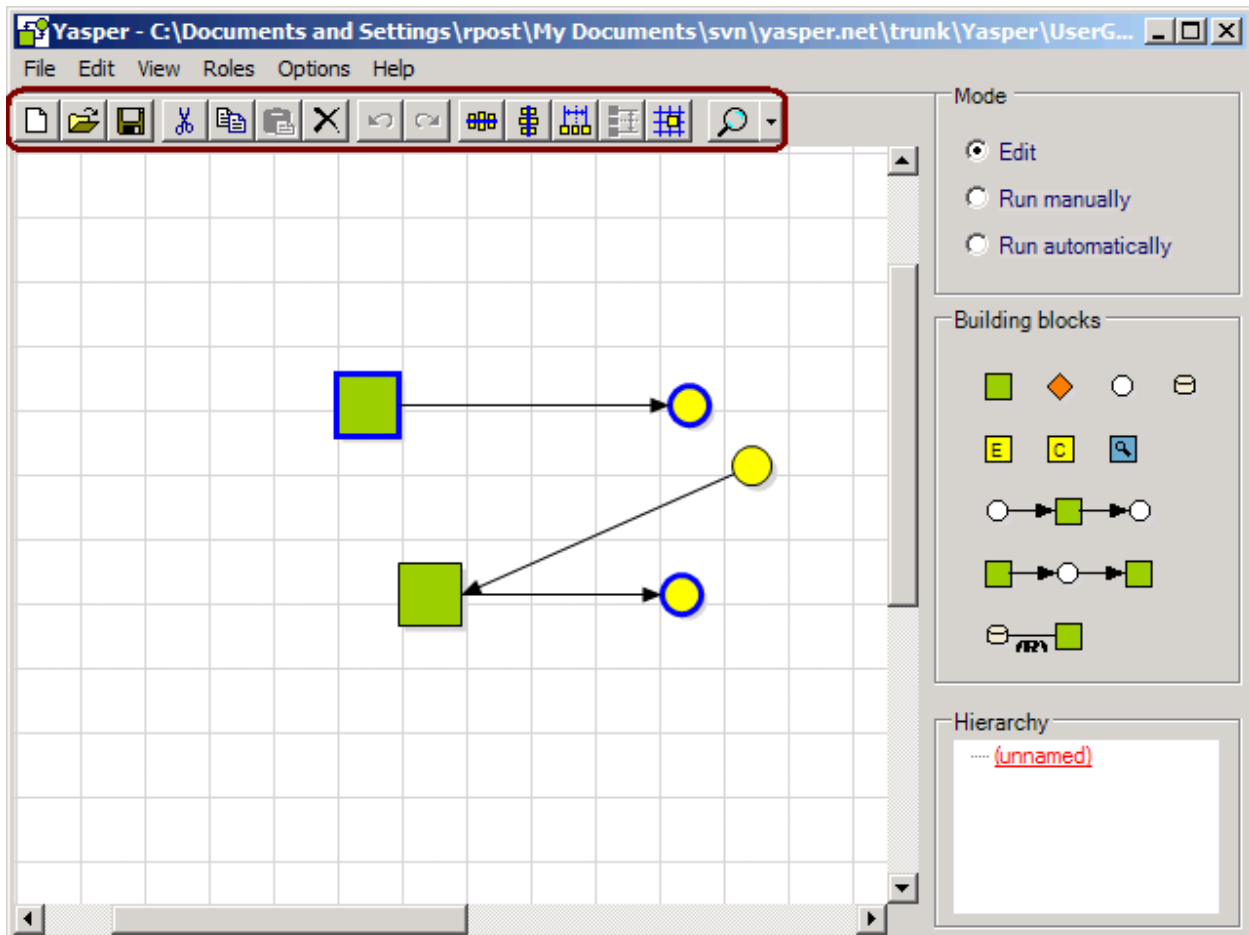 Yasper - C:\Documents and Settings\rpost\My Documents\svn\yasper.net\trunk\Yasper\UserG...
File Edit View Roles Options Help
Mode
Edit
Run manually
Run automatically
Building blocks
E C
(R)
Hierarchy
(unnamed)